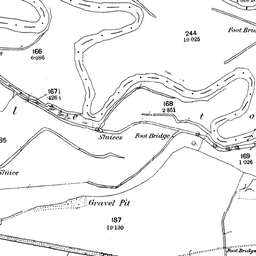 166
6·086
244
10·025
Foot Bridge
167
·426
168
2·851
l
e
t
o
Sluices
Foot Bridge
169
1·026
Sluice
Gravel Pit
187
10·130
Foot Bridge